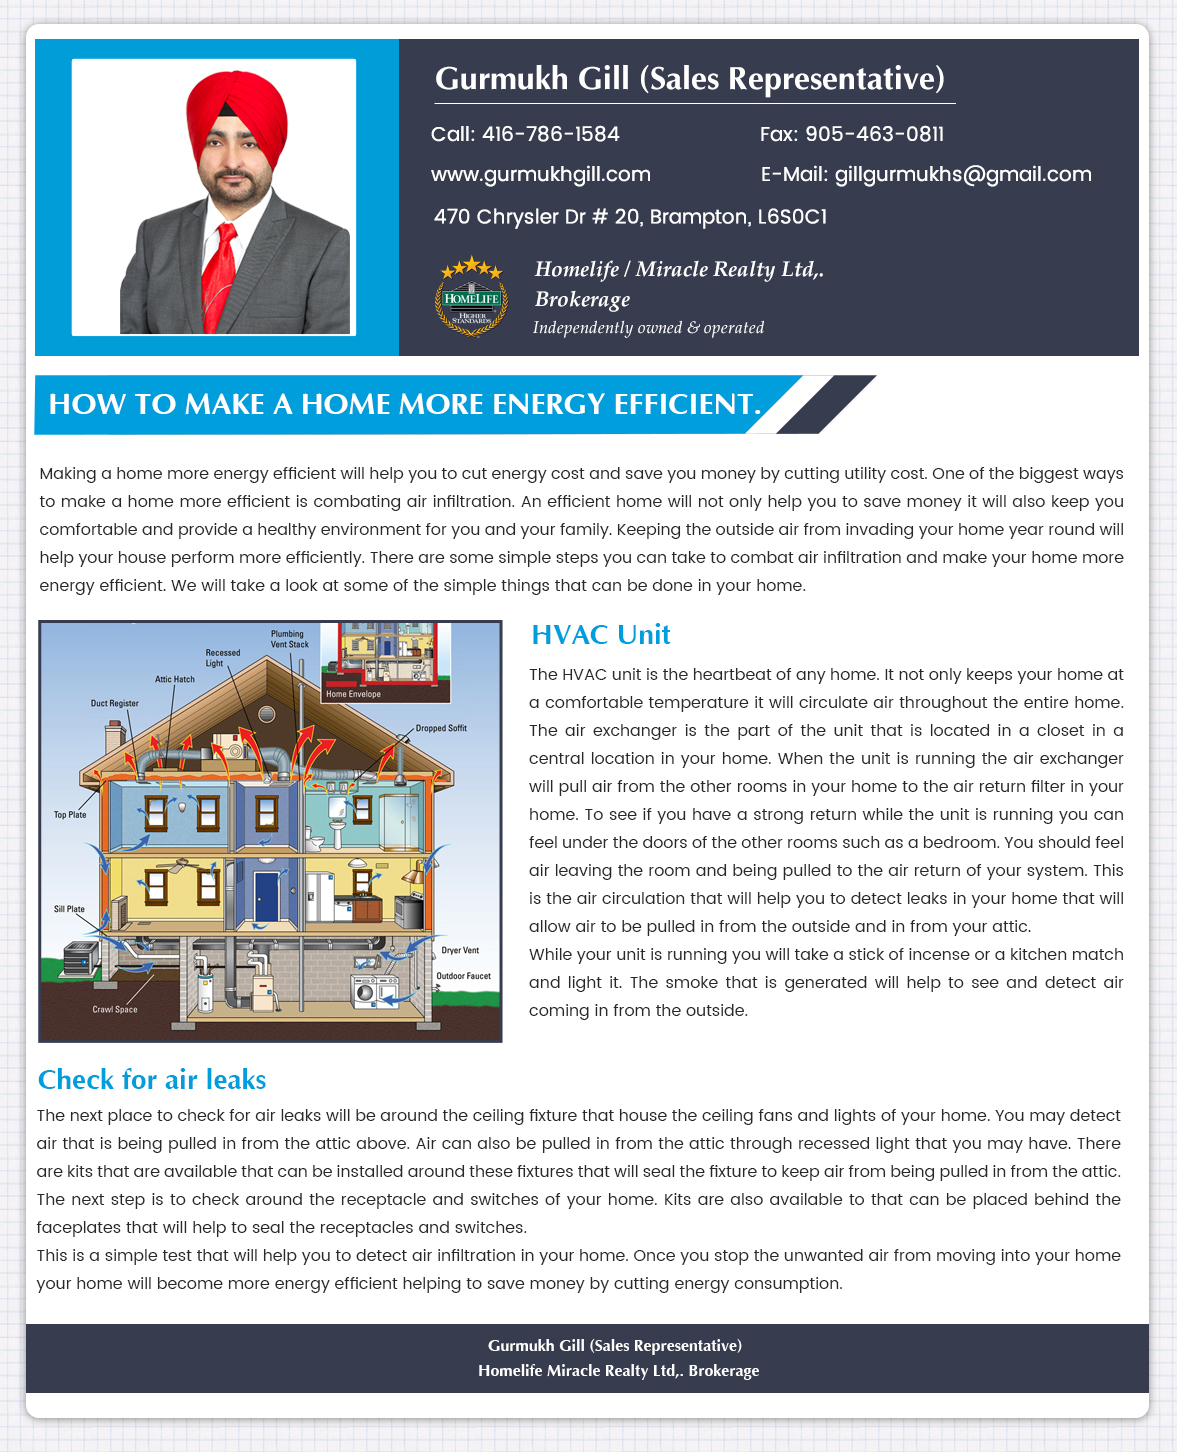 Gurmukh Gill (Sales Representative)
Call: 416-786-1584
Fax: 905-463-0811
www.gurmukhgill.com
E-Mail: gillgurmukhs@gmail.com
470 Chrysler Dr # 20, Brampton, L6S0C1
HOMELIFE
HIGHER
STANDARDS
Homelife / Miracle Realty Ltd,.
Brokerage
Independently owned & operated
HOW TO MAKE A HOME MORE ENERGY EFFICIENT.
Making a home more energy efficient will help you to cut energy cost and save you money by cutting utility cost. One of the biggest ways
to make a home more efficient is combating air infiltration. An efficient home will not only help you to save money it will also keep you
comfortable and provide a healthy environment for you and your family. Keeping the outside air from invading your home year round will
help your house perform more efficiently. There are some simple steps you can take to combat air infiltration and make your home more
energy efficient. We will take a look at some of the simple things that can be done in your home.
Plumbing
Vent Stack
Recessed
Light
Attic Hatch
Duct Register
Home Envelope
Dropped Soffit
Top Plate
Sill Plate
Dryer Vent
Outdoor Faucet
Crawl Space
HVAC Unit
The HVAC unit is the heartbeat of any home. It not only keeps your home at
a comfortable temperature it will circulate air throughout the entire home.
The air exchanger is the part of the unit that is located in a closet in a
central location in your home. When the unit is running the air exchanger
will pull air from the other rooms in your home to the air return filter in your
home. To see if you have a strong return while the unit is running you can
feel under the doors of the other rooms such as a bedroom. You should feel
air leaving the room and being pulled to the air return of your system. This
is the air circulation that will help you to detect leaks in your home that will
allow air to be pulled in from the outside and in from your attic.
While your unit is running you will take a stick of incense or a kitchen match
and light it. The smoke that is generated will help to see and detect air
coming in from the outside.
Check for air leaks
The next place to check for air leaks will be around the ceiling fixture that house the ceiling fans and lights of your home. You may detect
air that is being pulled in from the attic above. Air can also be pulled in from the attic through recessed light that you may have. There
are kits that are available that can be installed around these fixtures that will seal the fixture to keep air from being pulled in from the attic.
The next step is to check around the receptacle and switches of your home. Kits are also available to that can be placed behind the
faceplates that will help to seal the receptacles and switches.
This is a simple test that will help you to detect air infiltration in your home. Once you stop the unwanted air from moving into your home
your home will become more energy efficient helping to save money by cutting energy consumption.
Gurmukh Gill (Sales Representative)
Homelife Miracle Realty Ltd,. Brokerage